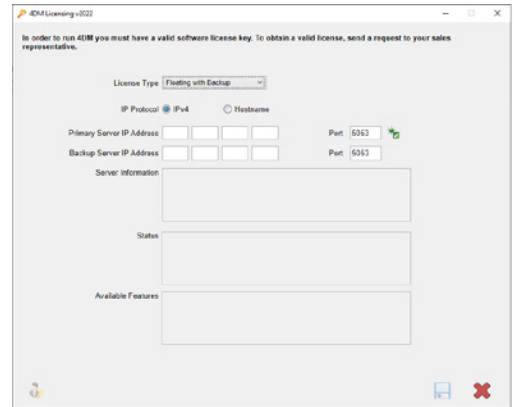 4DM Licensing v2022
In order to run 4DM you must have a valid software license key. To obtain a valid license, send a request to your sales
representative.
License Type Floating with Backup
IP Protocol IPv4 Hostname
Primary Server IP Address Port 6063
Backup Server IP Address Port 6063
Server Information
Status
Available Features